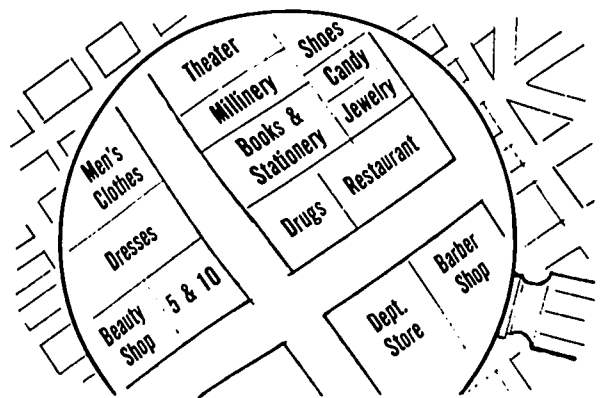 Theater
Shoes
Millinery
Candy
Books &
Stationery
Jewelry
Men's
Clothes
Drugs
Restaurant
Dresses
Barber
Shop
Beauty
Shop
5 & 10
Dept.
Store